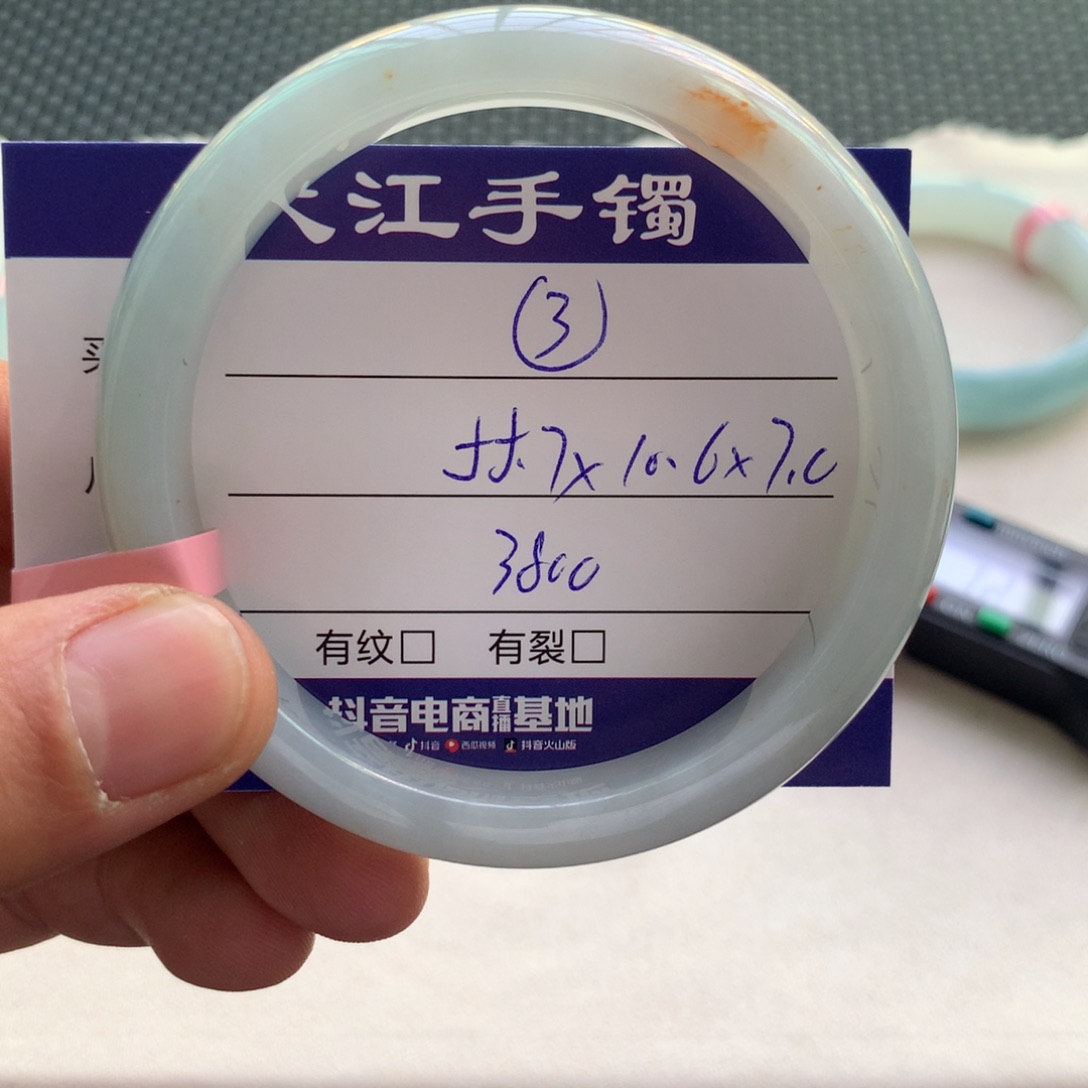 江手镯
③
55.7x10.6x7.0
3800
有纹□ 有裂□
抖音电商直播基地
抖音 西瓜视频 抖音火山版